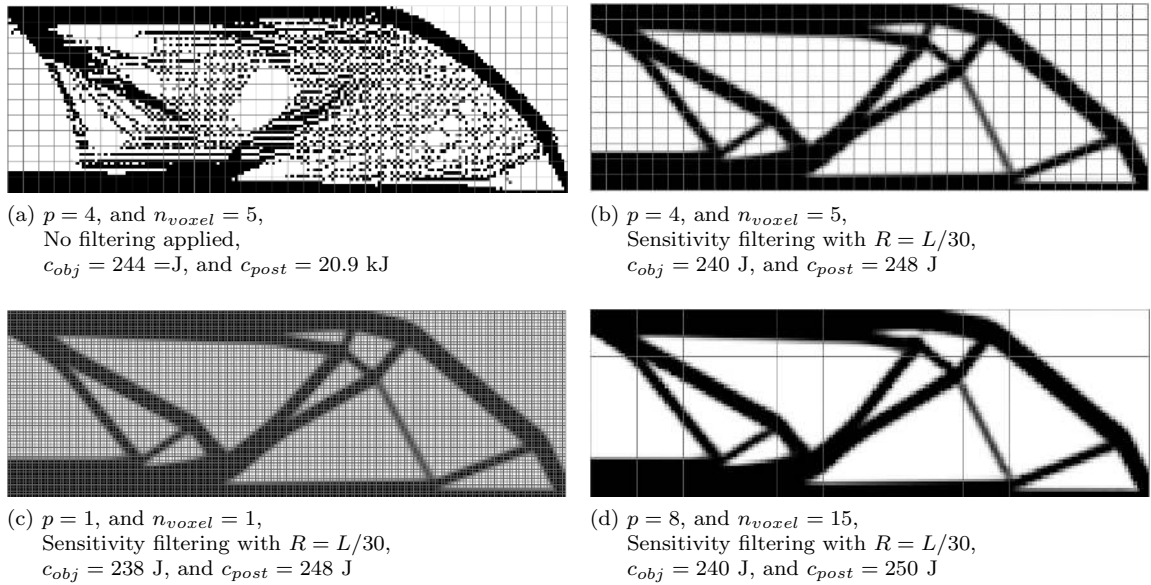 (a) p = 4, and n_voxel = 5,
No filtering applied,
c_obj = 244 =J, and c_post = 20.9 kJ
(b) p = 4, and n_voxel = 5,
Sensitivity filtering with R = L/30,
c_obj = 240 J, and c_post = 248 J
(c) p = 1, and n_voxel = 1,
Sensitivity filtering with R = L/30,
c_obj = 238 J, and c_post = 248 J
(d) p = 8, and n_voxel = 15,
Sensitivity filtering with R = L/30,
c_obj = 240 J, and c_post = 250 J